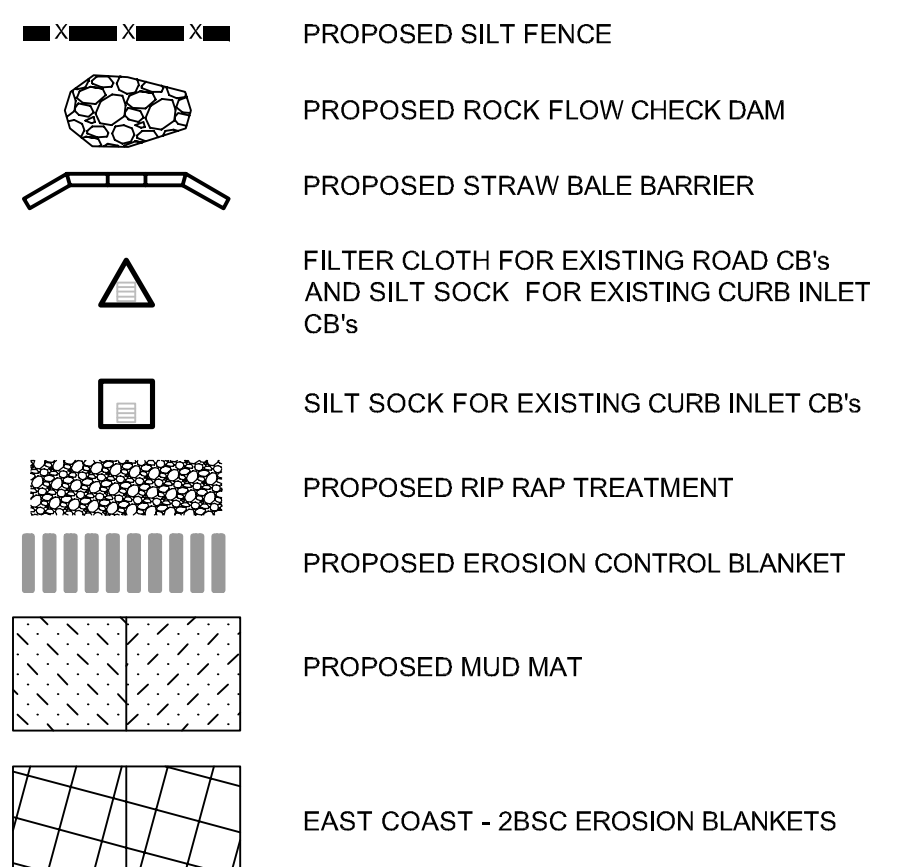 X X X PROPOSED SILT FENCE
PROPOSED ROCK FLOW CHECK DAM
PROPOSED STRAW BALE BARRIER
FILTER CLOTH FOR EXISTING ROAD CB's
AND SILT SOCK FOR EXISTING CURB INLET
CB's
SILT SOCK FOR EXISTING CURB INLET CB's
PROPOSED RIP RAP TREATMENT
PROPOSED EROSION CONTROL BLANKET
PROPOSED MUD MAT
EAST COAST - 2BSC EROSION BLANKETS